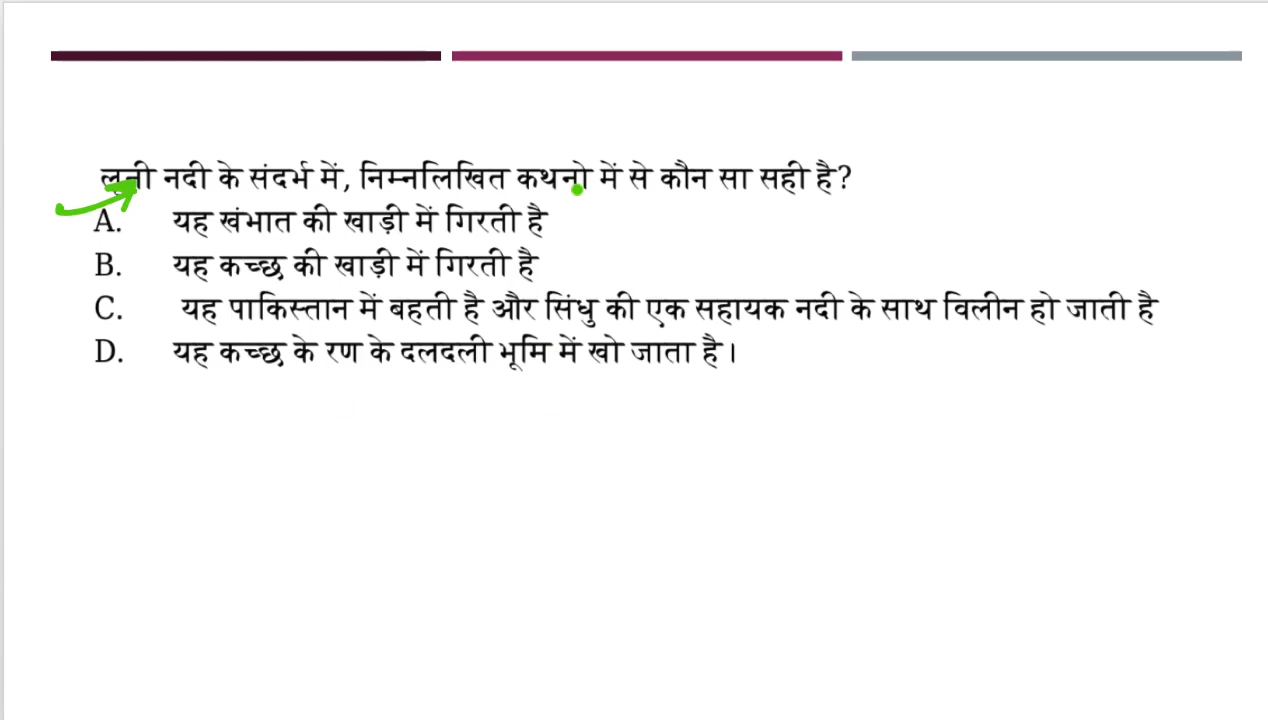 लूनी नदी के संदर्भ में, निम्नलिखित कथनो में से कौन सा सही है?
A. यह खंभात की खाड़ी में गिरती है
B. यह कच्छ की खाड़ी में गिरती है
C. यह पाकिस्तान में बहती है और सिंधु की एक सहायक नदी के साथ विलीन हो जाती है
D. यह कच्छ के रण के दलदली भूमि में खो जाता है।